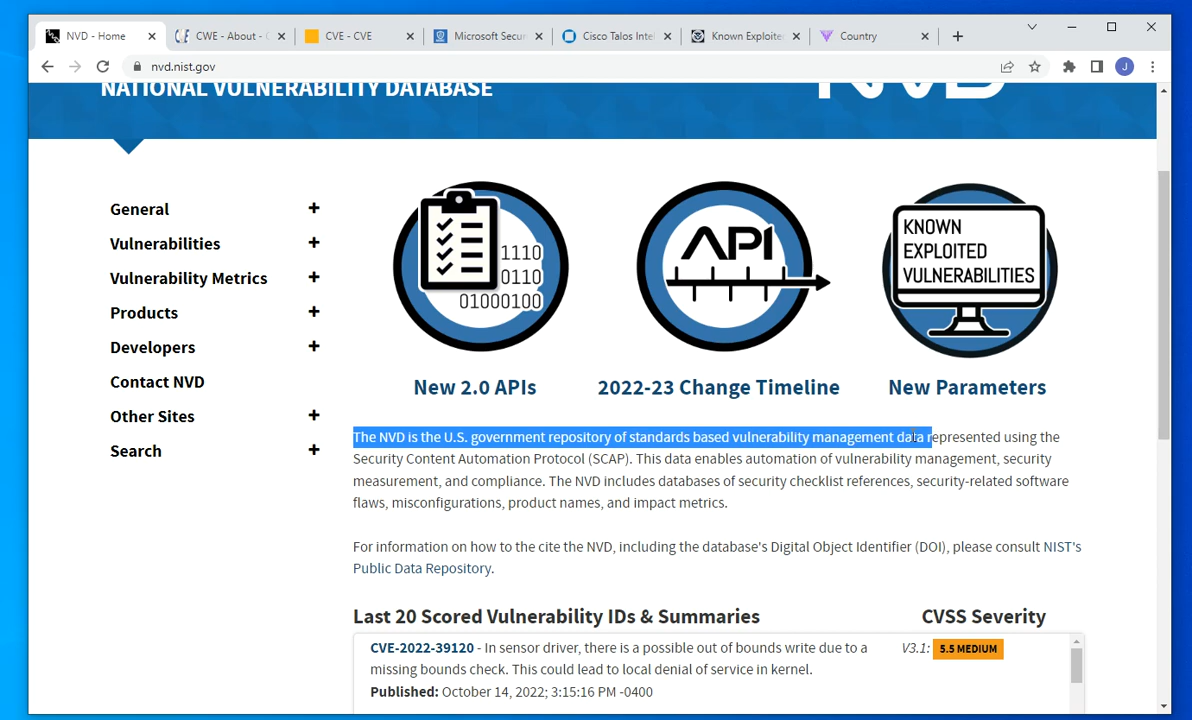 NVD - Home
CWE - About - C
CVE - CVE
Microsoft Secur
Cisco Talos Inte
Known Exploite
Country
nvd.nist.gov
J
NATIONAL VULNERABILITY DATABASE
NVD
General +
Vulnerabilities +
Vulnerability Metrics +
Products +
Developers +
Contact NVD
Other Sites +
Search +
1110
0110
01000100
API
KNOWN
EXPLOITED
VULNERABILITIES
New 2.0 APIs
2022-23 Change Timeline
New Parameters
The NVD is the U.S. government repository of standards based vulnerability management data represented using the
Security Content Automation Protocol (SCAP). This data enables automation of vulnerability management, security
measurement, and compliance. The NVD includes databases of security checklist references, security-related software
flaws, misconfigurations, product names, and impact metrics.
For information on how to the cite the NVD, including the database's Digital Object Identifier (DOI), please consult NIST's
Public Data Repository.
Last 20 Scored Vulnerability IDs & Summaries
CVSS Severity
CVE-2022-39120 - In sensor driver, there is a possible out of bounds write due to a
missing bounds check. This could lead to local denial of service in kernel.
Published: October 14, 2022; 3:15:16 PM -0400
V3.1: 5.5 MEDIUM